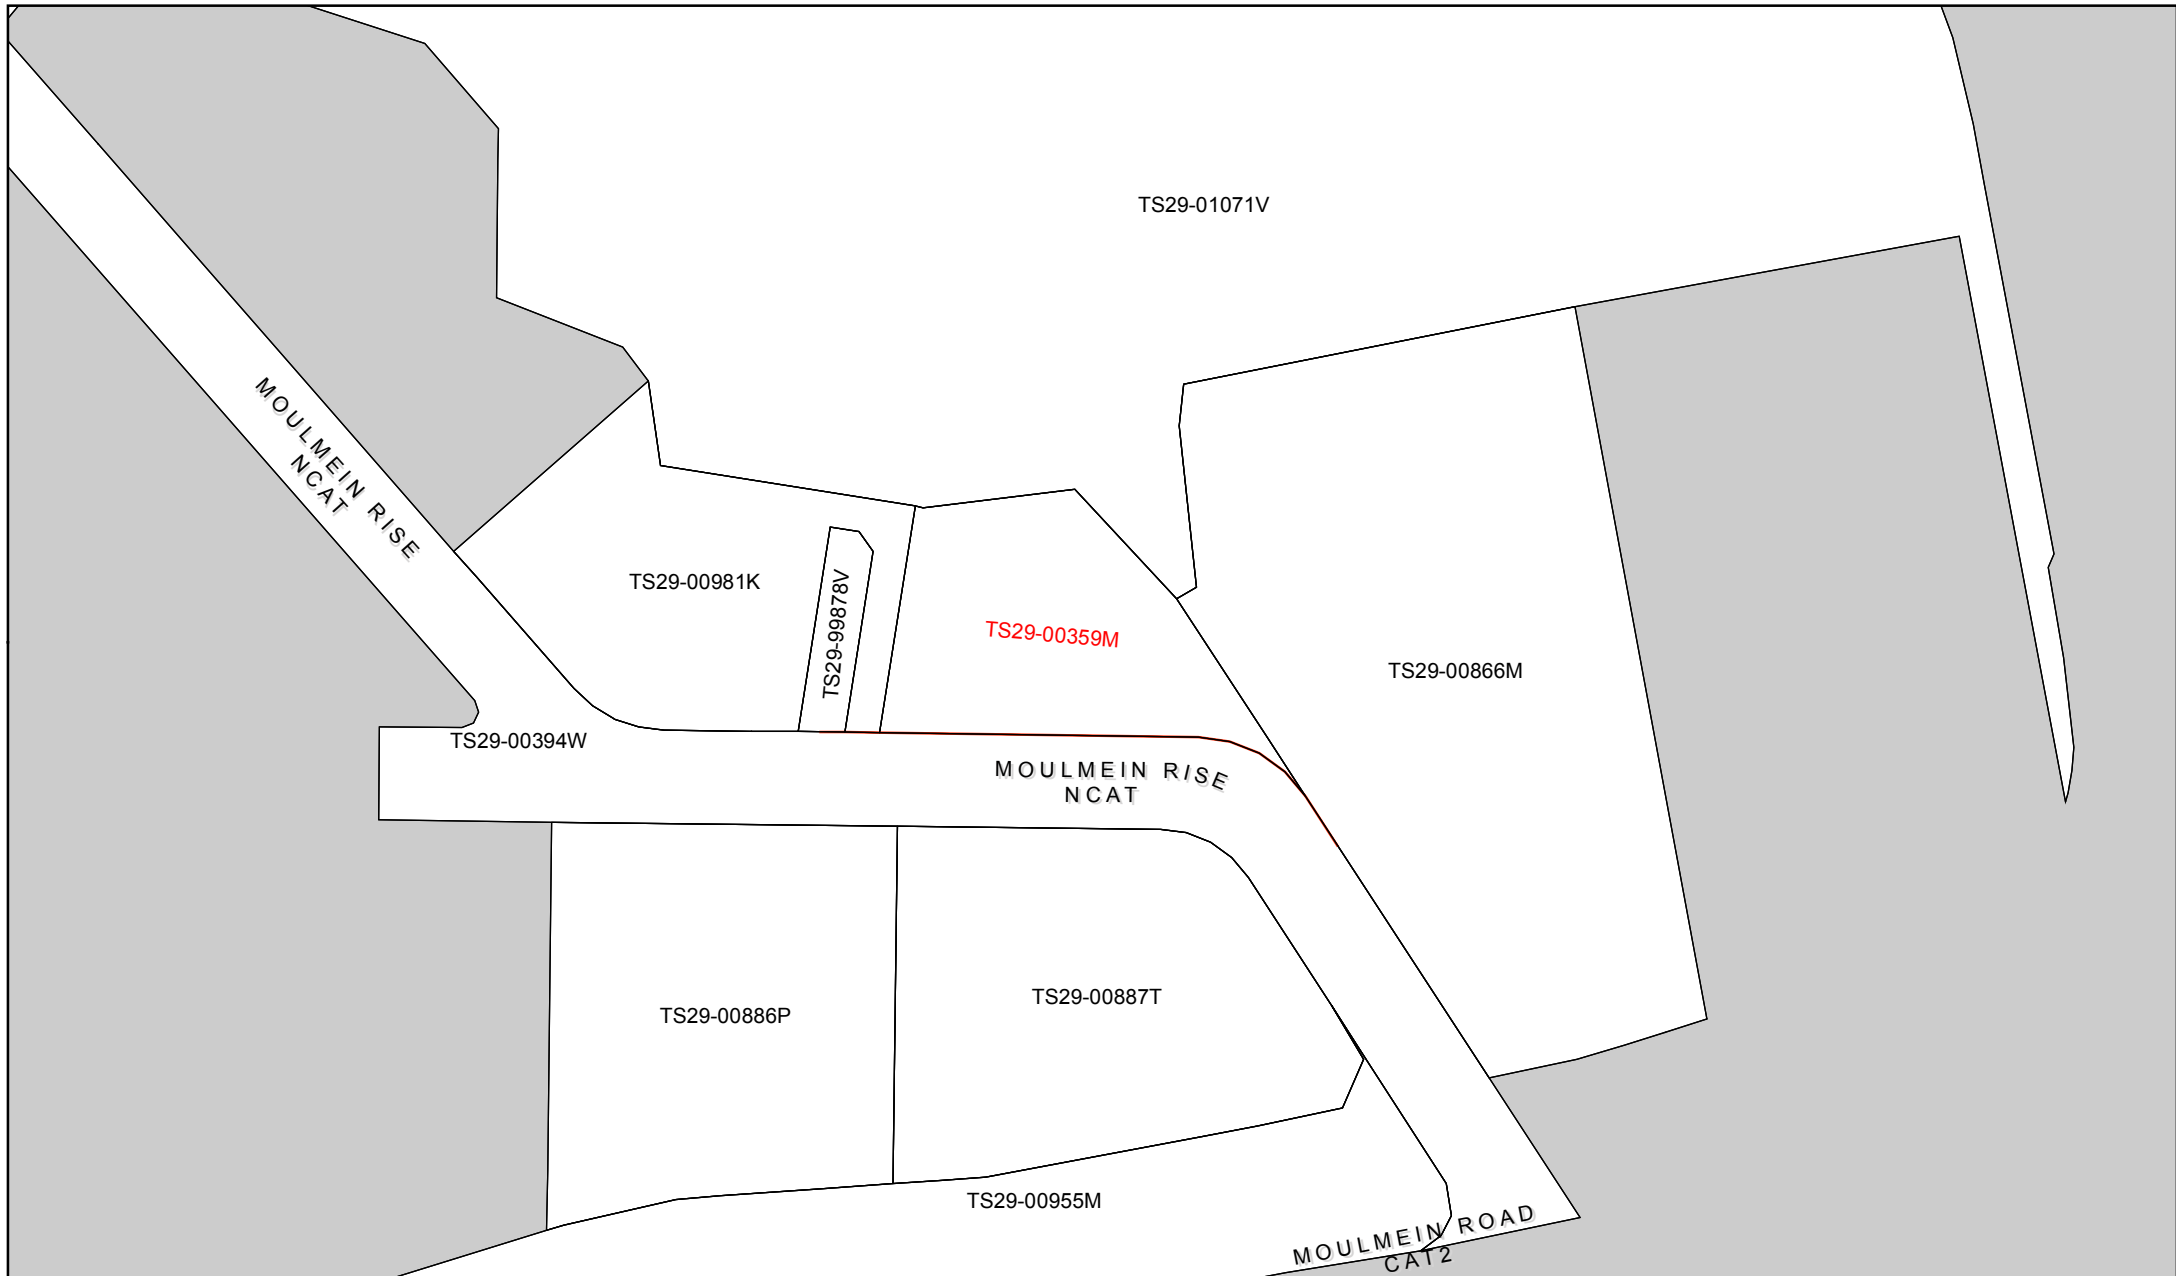 TS29-01071V
MOULMEIN RISE
NCAT
TS29-00981K
TS29-99878V
TS29-00359M
TS29-00866M
TS29-00394W
MOULMEIN RISE
NCAT
TS29-00886P
TS29-00887T
TS29-00955M
MOULMEIN ROAD
CAT2